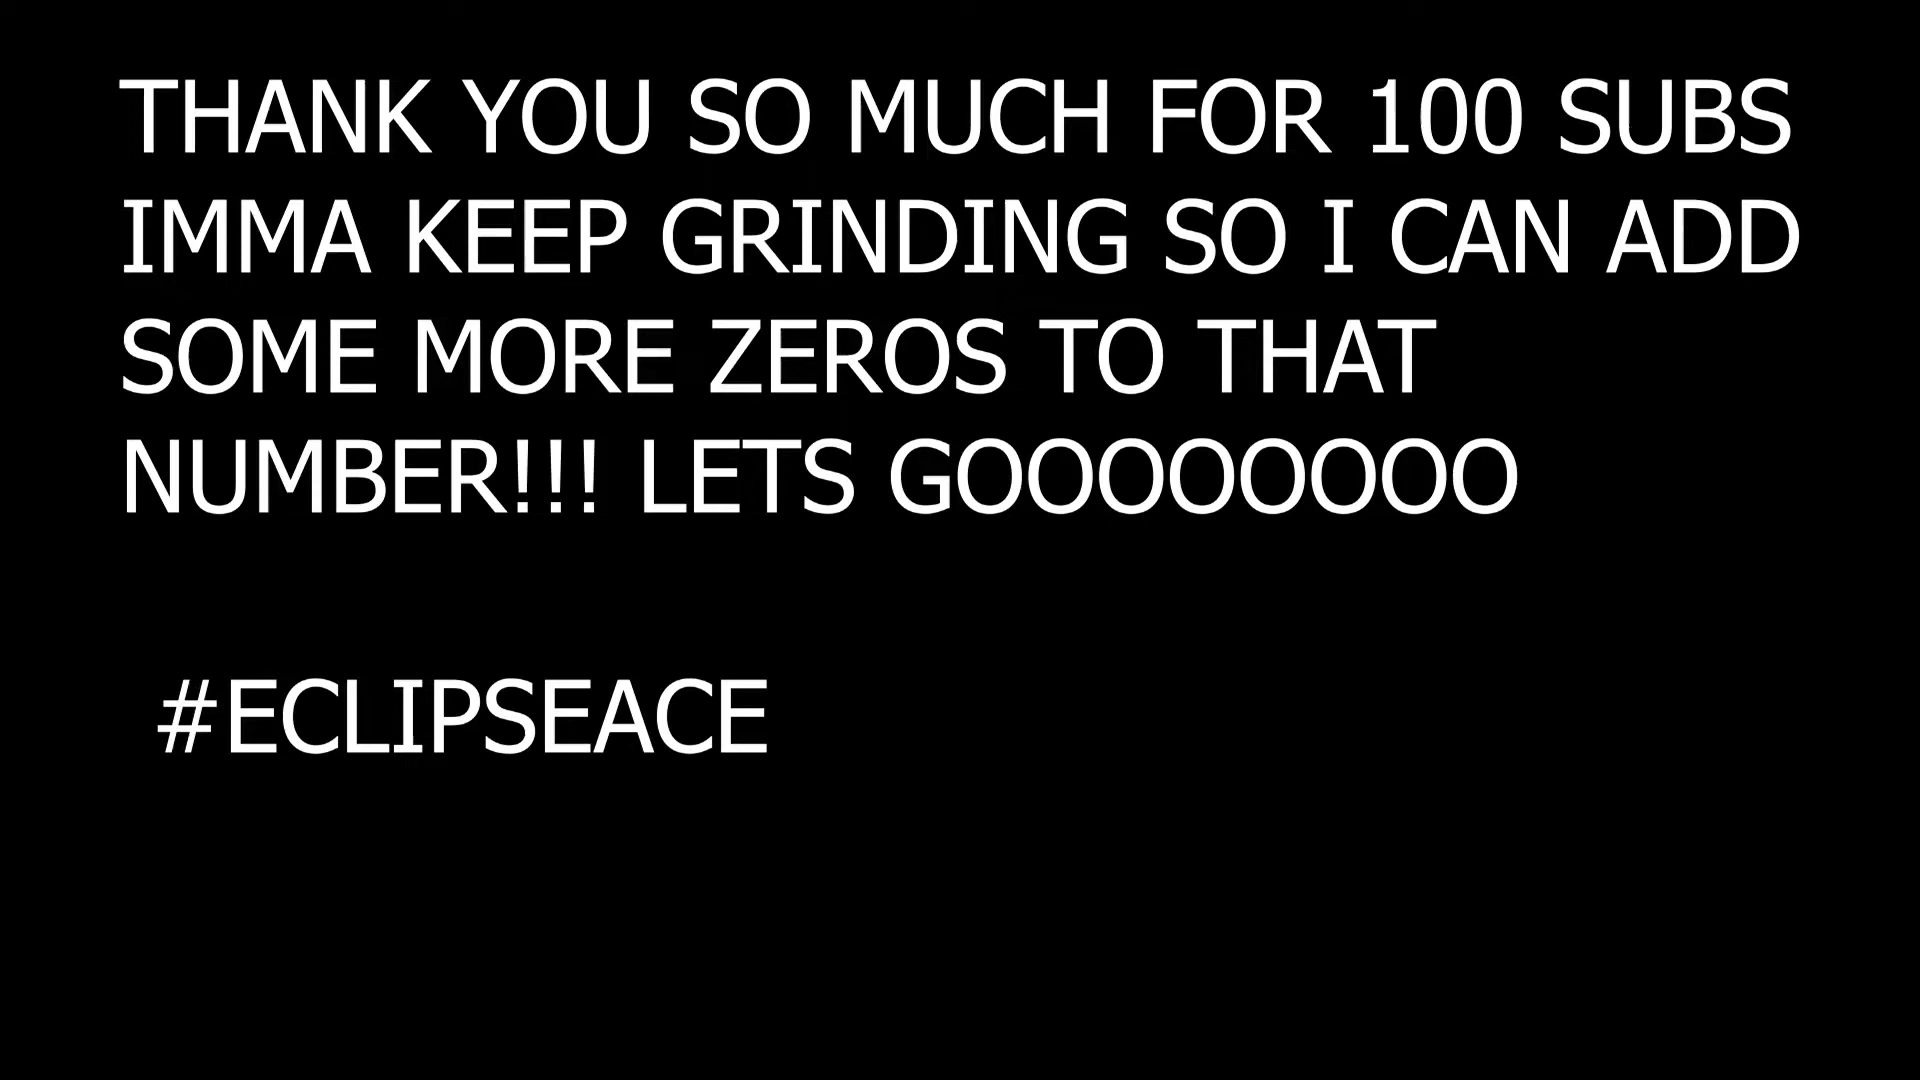 THANK YOU SO MUCH FOR 100 SUBS
IMMA KEEP GRINDING SO I CAN ADD
SOME MORE ZEROS TO THAT
NUMBER!!! LETS GOOOOOOOO
#ECLIPSEACE